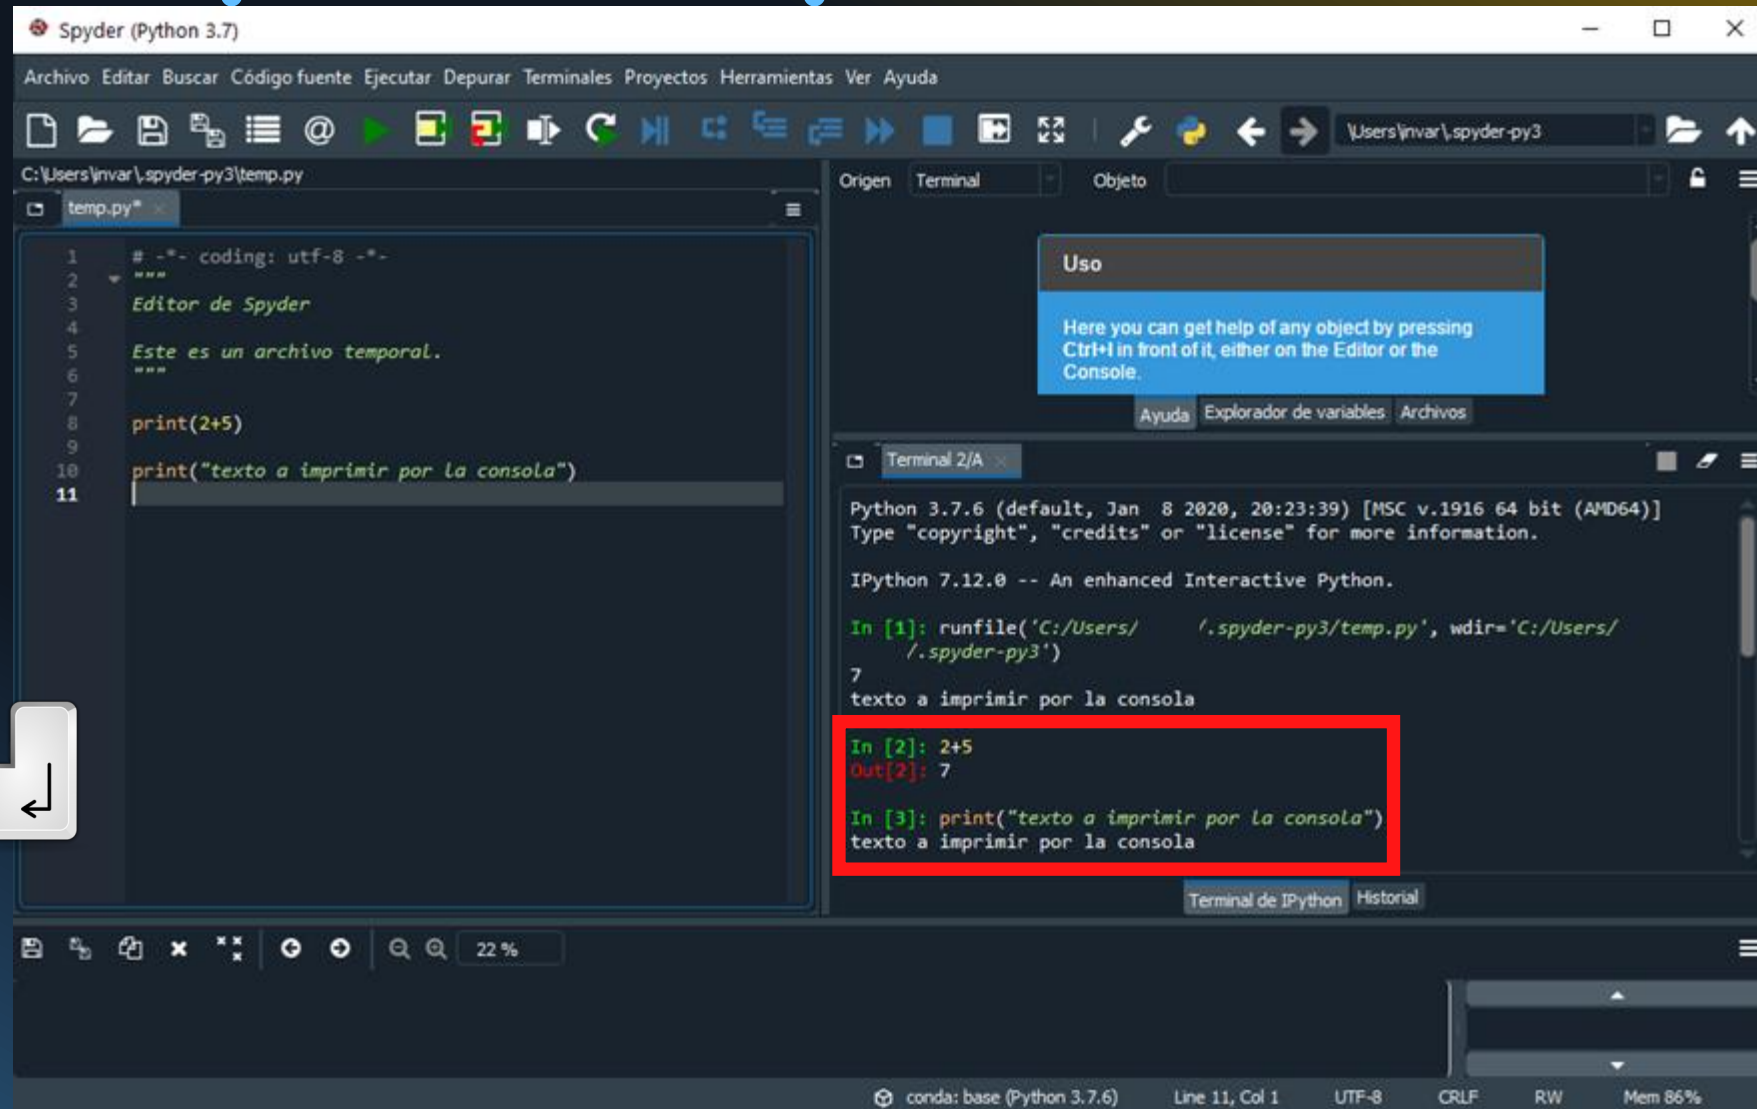 Spyder (Python 3.7)
Archivo Editar Buscar Código fuente Ejecutar Depurar Terminales Proyectos Herramientas Ver Ayuda
\Users\invar\.spyder-py3
C:\Users\invar\.spyder-py3\temp.py
temp.py*
1 # -*- coding: utf-8 -*-
2 """
3 Editor de Spyder
4
5 Este es un archivo temporal.
6 """
7
8 print(2+5)
9
10 print("texto a imprimir por la consola")
11
Origen Terminal Objeto
Uso
Here you can get help of any object by pressing
Ctrl+I in front of it, either on the Editor or the
Console.
Ayuda Explorador de variables Archivos
Terminal 2/A
Python 3.7.6 (default, Jan 8 2020, 20:23:39) [MSC v.1916 64 bit (AMD64)]
Type "copyright", "credits" or "license" for more information.
IPython 7.12.0 -- An enhanced Interactive Python.
In [1]: runfile('C:/Users/ /.spyder-py3/temp.py', wdir='C:/Users/
/.spyder-py3')
7
texto a imprimir por la consola
In [2]: 2+5
Out[2]: 7
In [3]: print("texto a imprimir por la consola")
texto a imprimir por la consola
Terminal de IPython Historial
22 %
conda: base (Python 3.7.6) Line 11, Col 1 UTF-8 CRLF RW Mem 86%